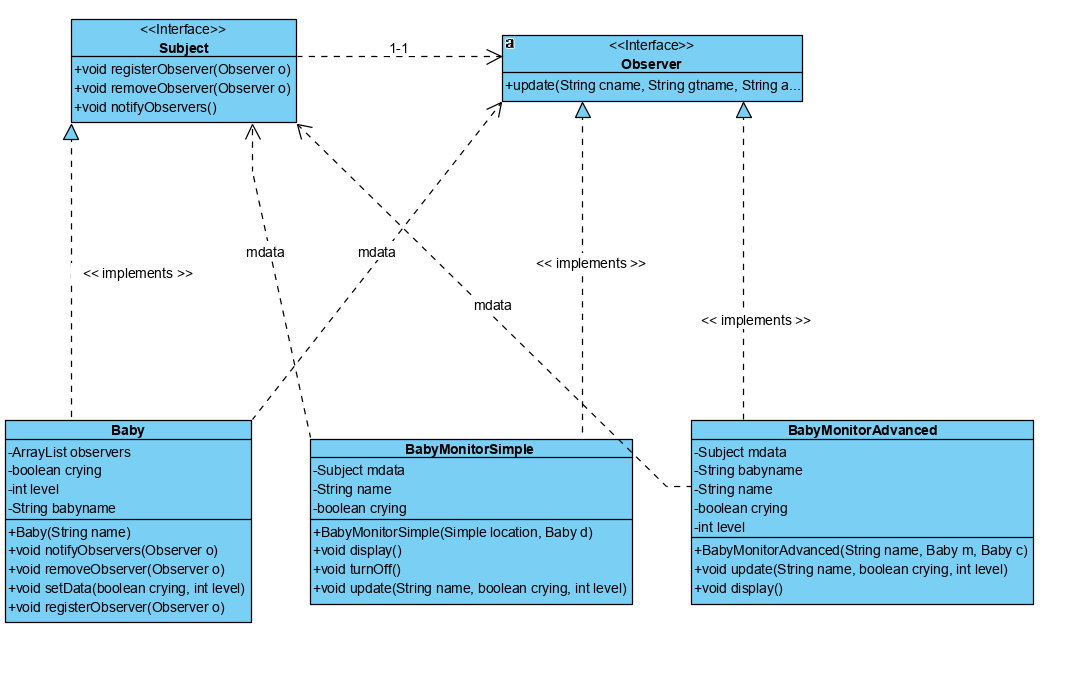 <<Interface>>
Subject
+void registerObserver(Observer o)
+void removeObserver(Observer o)
+void notifyObservers()
1-1
a
<<Interface>>
Observer
+update(String cname, String gtname, String a...
mdata
mdata
<< implements >>
<< implements >>
mdata
<< implements >>
Baby
-ArrayList observers
-boolean crying
-int level
-String babyname
+Baby(String name)
+void notifyObservers(Observer o)
+void removeObserver(Observer o)
+void setData(boolean crying, int level)
+void registerObserver(Observer o)
BabyMonitorSimple
-Subject mdata
-String name
-boolean crying
+BabyMonitorSimple(Simple location, Baby d)
+void display()
+void turnOff()
+void update(String name, boolean crying, int level)
BabyMonitorAdvanced
-Subject mdata
-String babyname
-String name
-boolean crying
-int level
+BabyMonitorAdvanced(String name, Baby m, Baby c)
+void update(String name, boolean crying, int level)
+void display()